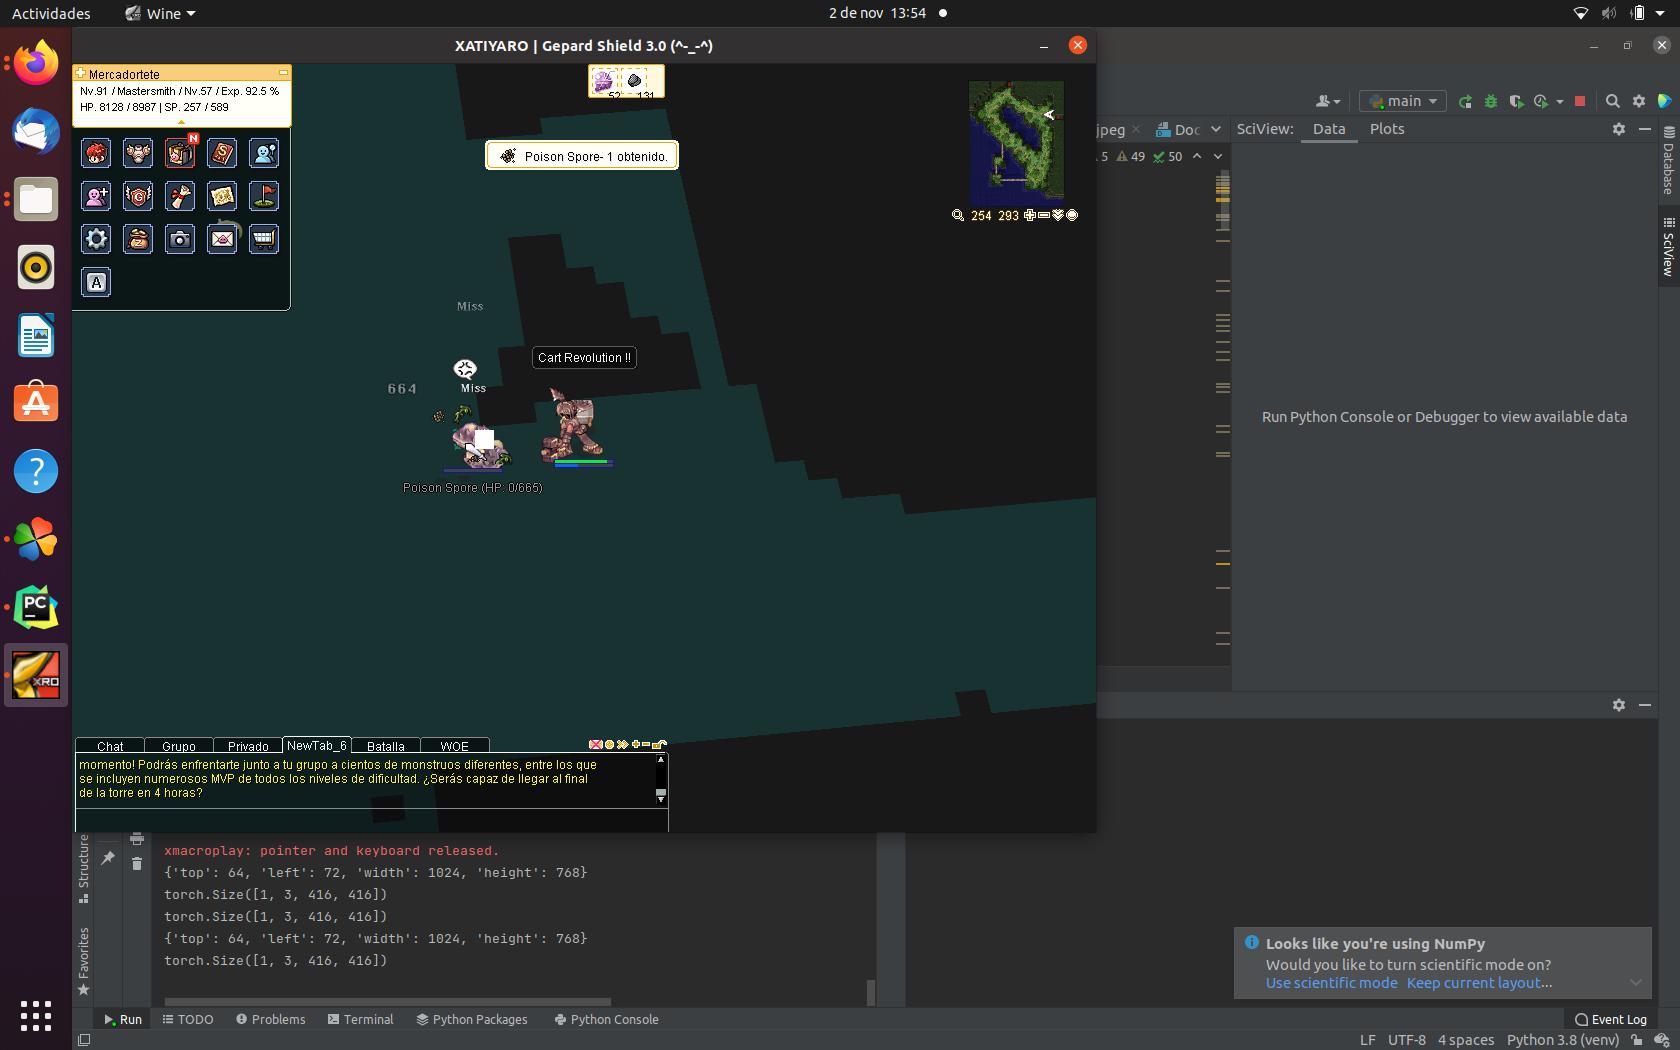 Actividades
Wine
2 de nov 13:54
XATIYARO | Gepard Shield 3.0 (^-_-^)
Mercadortete
Nv.91 / Mastersmith / Nv.57 / Exp. 92.5 %
HP. 8128 / 8987 | SP. 257 / 589
N
A
52
131
Poison Spore- 1 obtenido.
254 293
Miss
Cart Revolution !!
664
Miss
Poison Spore (HP: 0/665)
Chat
Grupo
Privado
NewTab_6
Batalla
WOE
momento! Podrás enfrentarte junto a tu grupo a cientos de monstruos diferentes, entre los que
se incluyen numerosos MVP de todos los niveles de dificultad. ¿Serás capaz de llegar al final
de la torre en 4 horas?
main
jpeg
Doc
SciView:
Data
Plots
5
49
50
Database
SciView
Run Python Console or Debugger to view available data
PC
XRO
Structure
Favorites
xmacroplay: pointer and keyboard released.
{'top': 64, 'left': 72, 'width': 1024, 'height': 768}
torch.Size([1, 3, 416, 416])
torch.Size([1, 3, 416, 416])
{'top': 64, 'left': 72, 'width': 1024, 'height': 768}
torch.Size([1, 3, 416, 416])
Looks like you're using NumPy
Would you like to turn scientific mode on?
Use scientific mode Keep current layout...
Run
TODO
Problems
Terminal
Python Packages
Python Console
Event Log
LF UTF-8 4 spaces Python 3.8 (venv)